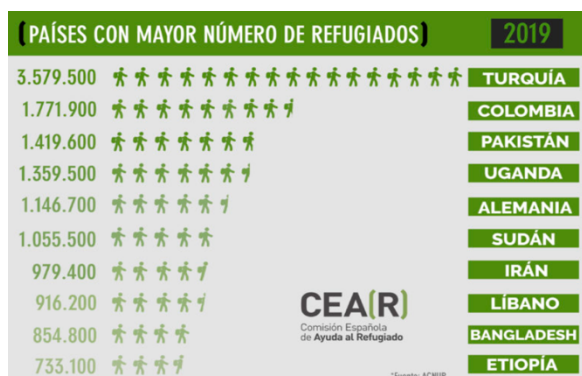 (PAÍSES CON MAYOR NÚMERO DE REFUGIADOS) 2019
3.579.500 TURQUÍA
1.771.900 COLOMBIA
1.419.600 PAKISTÁN
1.359.500 UGANDA
1.146.700 ALEMANIA
1.055.500 SUDÁN
979.400 IRÁN
916.200 LÍBANO
854.800 BANGLADESH
733.100 ETIOPÍA
CEA(R)
Comisión Española
de Ayuda al Refugiado
*Fuente: ACNUR